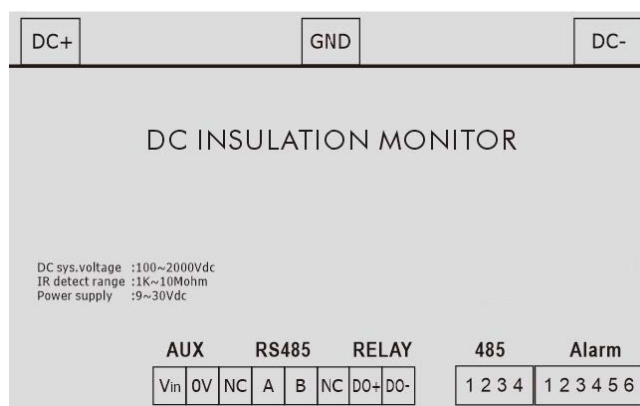 DC+ GND DC-
DC INSULATION MONITOR
DC sys.voltage :100~2000Vdc
IR detect range :1K~10Mohm
Power supply :9~30Vdc
AUX RS485 RELAY 485 Alarm
Vin 0V NC A B NC DO+ DO- 1 2 3 4 1 2 3 4 5 6